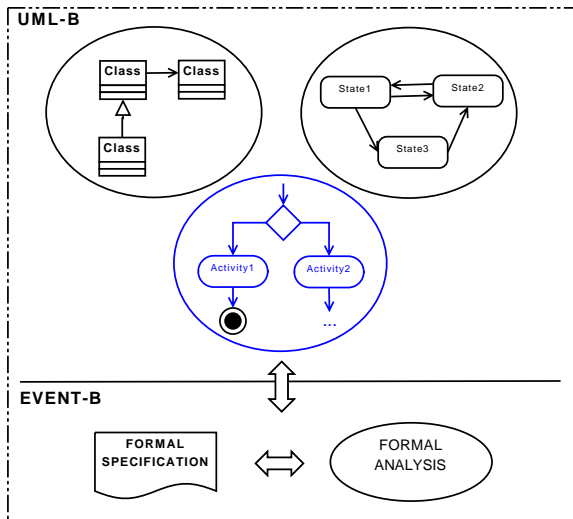 UML-B
Class
Class
Class
State1
State2
State3
Activity1
Activity2
...
EVENT-B
FORMAL
SPECIFICATION
FORMAL
ANALYSIS